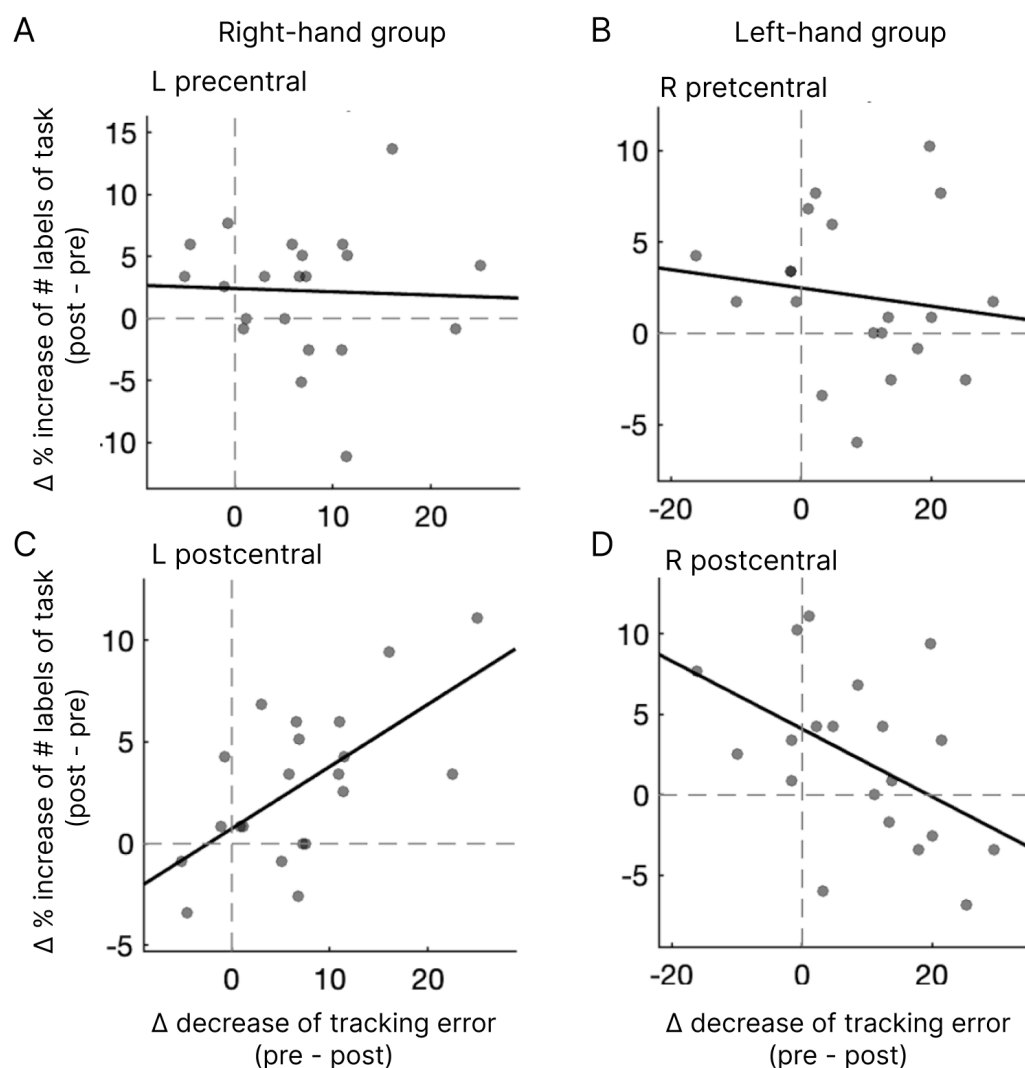 A
Right-hand group
B
Left-hand group
L precentral
R pretcentral
Δ % increase of # labels of task
(post - pre)
15
10
5
0
-5
10
0
10
20
10
5
0
-5
-20
0
20
C
L postcentral
D
R postcentral
Δ % increase of # labels of task
(post - pre)
10
5
0
-5
0
10
20
10
5
0
-5
-20
0
20
Δ decrease of tracking error
(pre - post)
Δ decrease of tracking error
(pre - post)